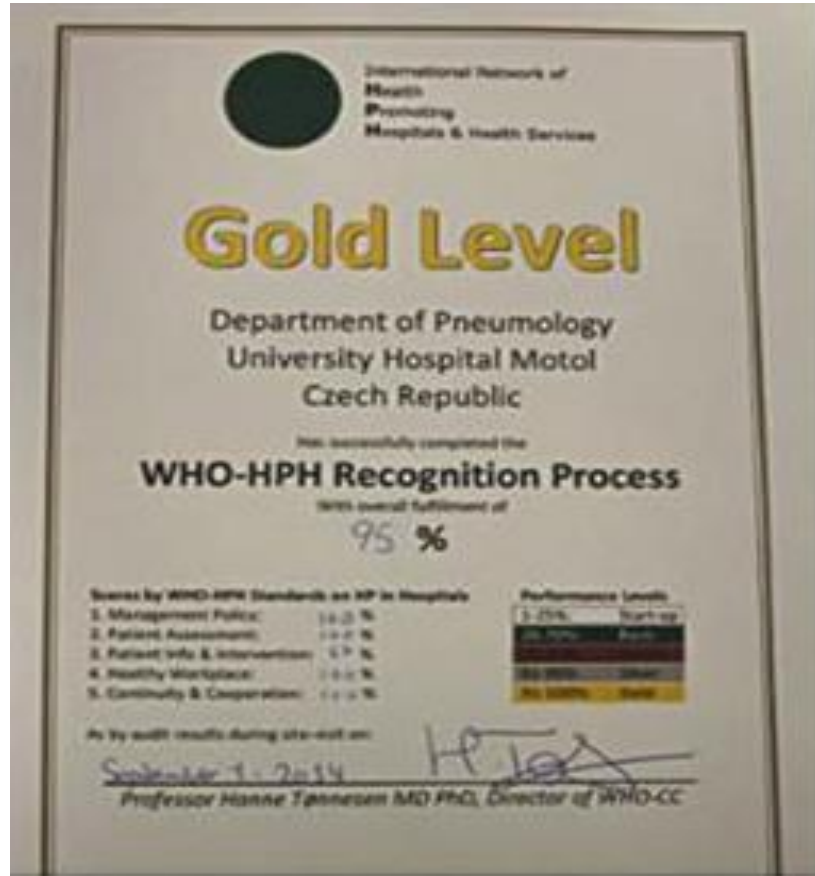 International Network of
Health
Promoting
Hospitals & Health Services
Gold Level
Department of Pneumology
University Hospital Motol
Czech Republic
Has successfully completed the
WHO-HPH Recognition Process
With overall fulfilment of
95 %
Scores by WHO-HPH Standards on HP in Hospitals
1. Management Policy: %
2. Patient Assessment: %
3. Patient Info & Intervention: %
4. Healthy Workplace: %
5. Continuity & Cooperation: %
Performance Levels
1-25% Start-up
Silver
Gold
As by audit results during site-visit on:
September 1 - 2014
Professor Hanne Tønnesen MD PhD, Director of WHO-CC